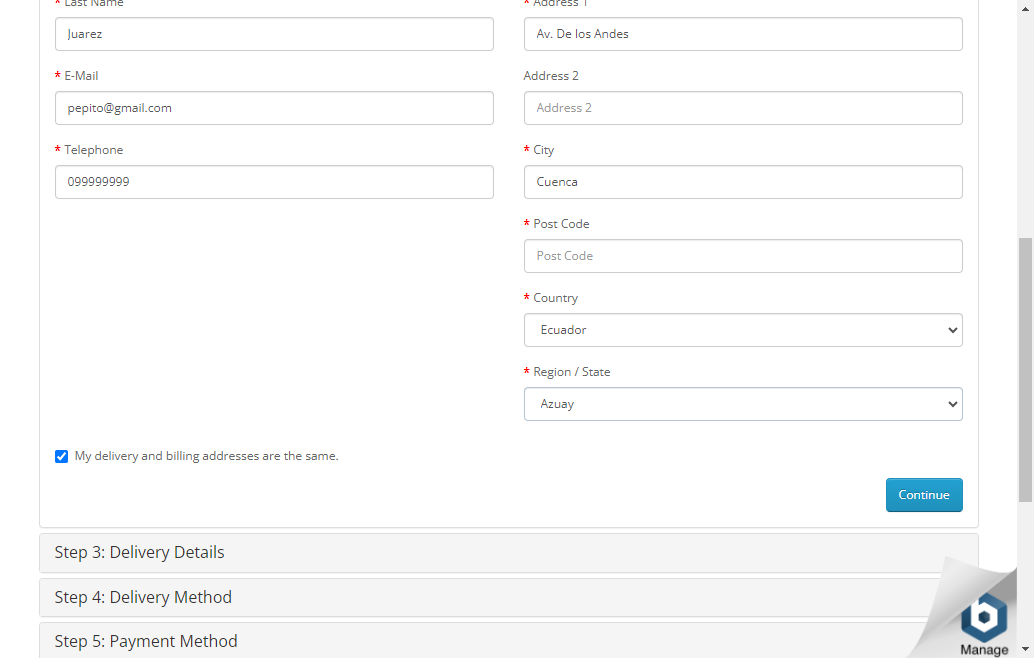 * Last Name
Juarez
* E-Mail
pepito@gmail.com
* Telephone
099999999
* Address 1
Av. De los Andes
Address 2
Address 2
* City
Cuenca
* Post Code
Post Code
* Country
Ecuador
* Region / State
Azuay
My delivery and billing addresses are the same.
Continue
Step 3: Delivery Details
Step 4: Delivery Method
Step 5: Payment Method
Manage